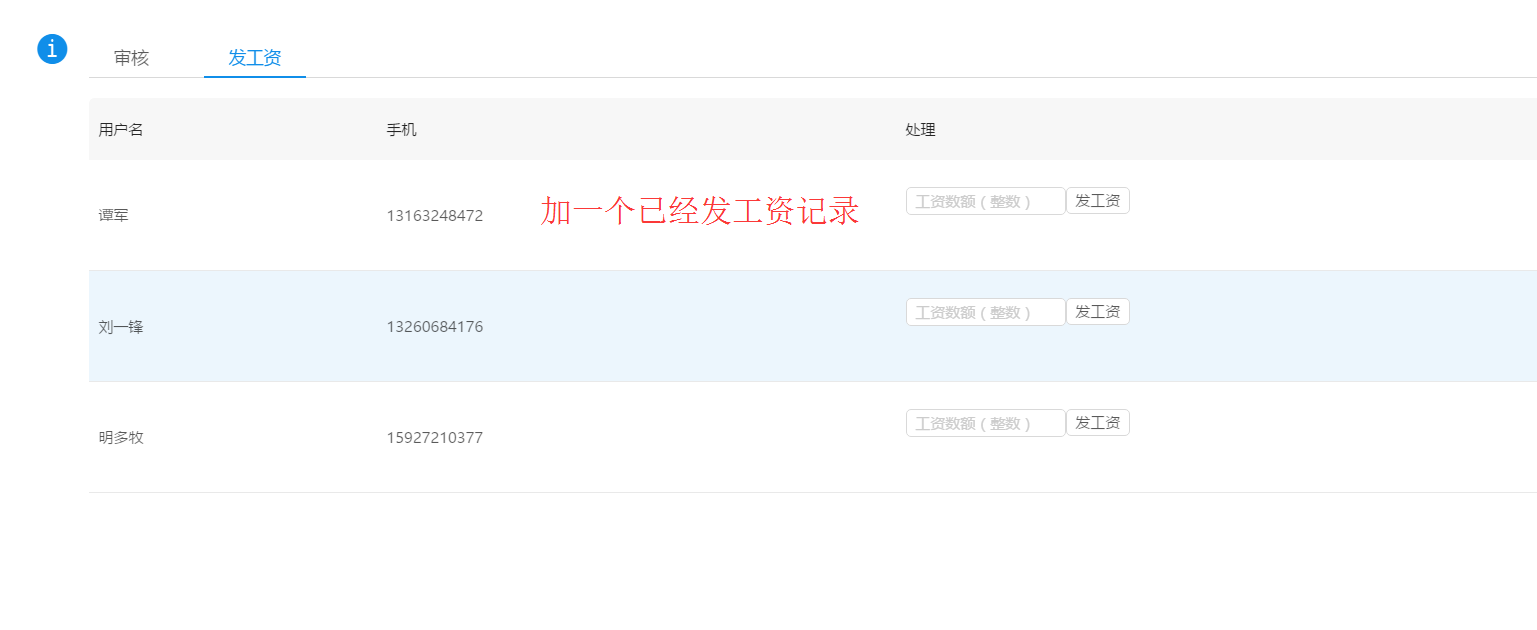 i
审核 发工资
用户名 手机 处理
谭军 13163248472 加一个已经发工资记录 工资数额 ( 整数 ) 发工资
刘一锋 13260684176 工资数额 ( 整数 ) 发工资
明多牧 15927210377 工资数额 ( 整数 ) 发工资